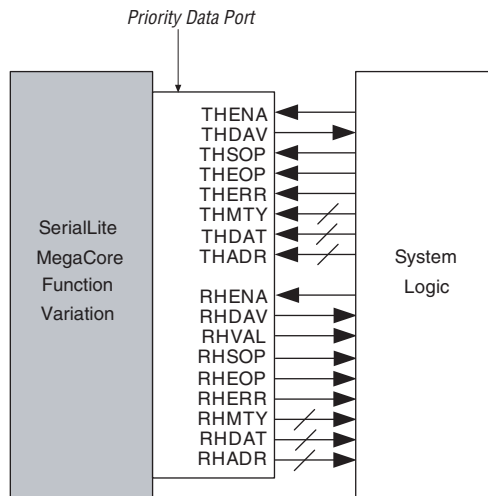 Priority Data Port
SerialLite
MegaCore
Function
Variation
THENA
THDAV
THSOP
THEOP
THERR
THMTY
THDAT
THADR
RHENA
RHDAV
RHVAL
RHSOP
RHEOP
RHERR
RHMTY
RHDAT
RHADR
System
Logic